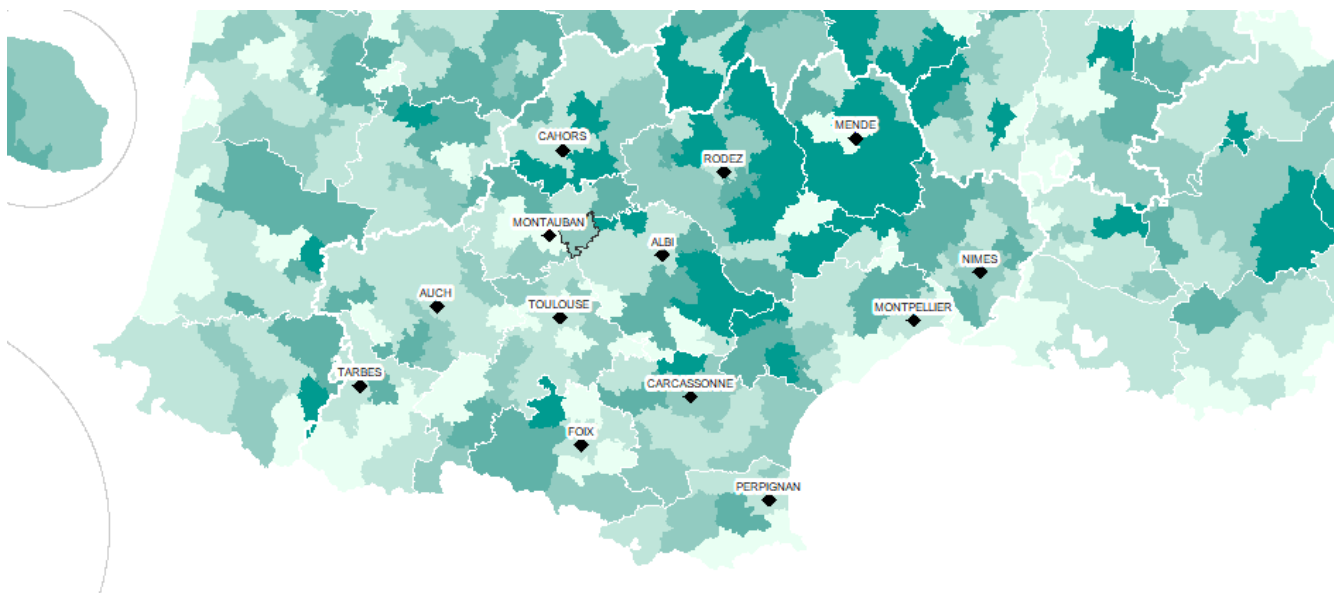 MENDE
CAHORS
RODEZ
MONTAUBAN
ALBI
NIMES
AUCH
TOULOUSE
MONTPELLIER
TARBES
CARCASSONNE
FOIX
PERPIGNAN